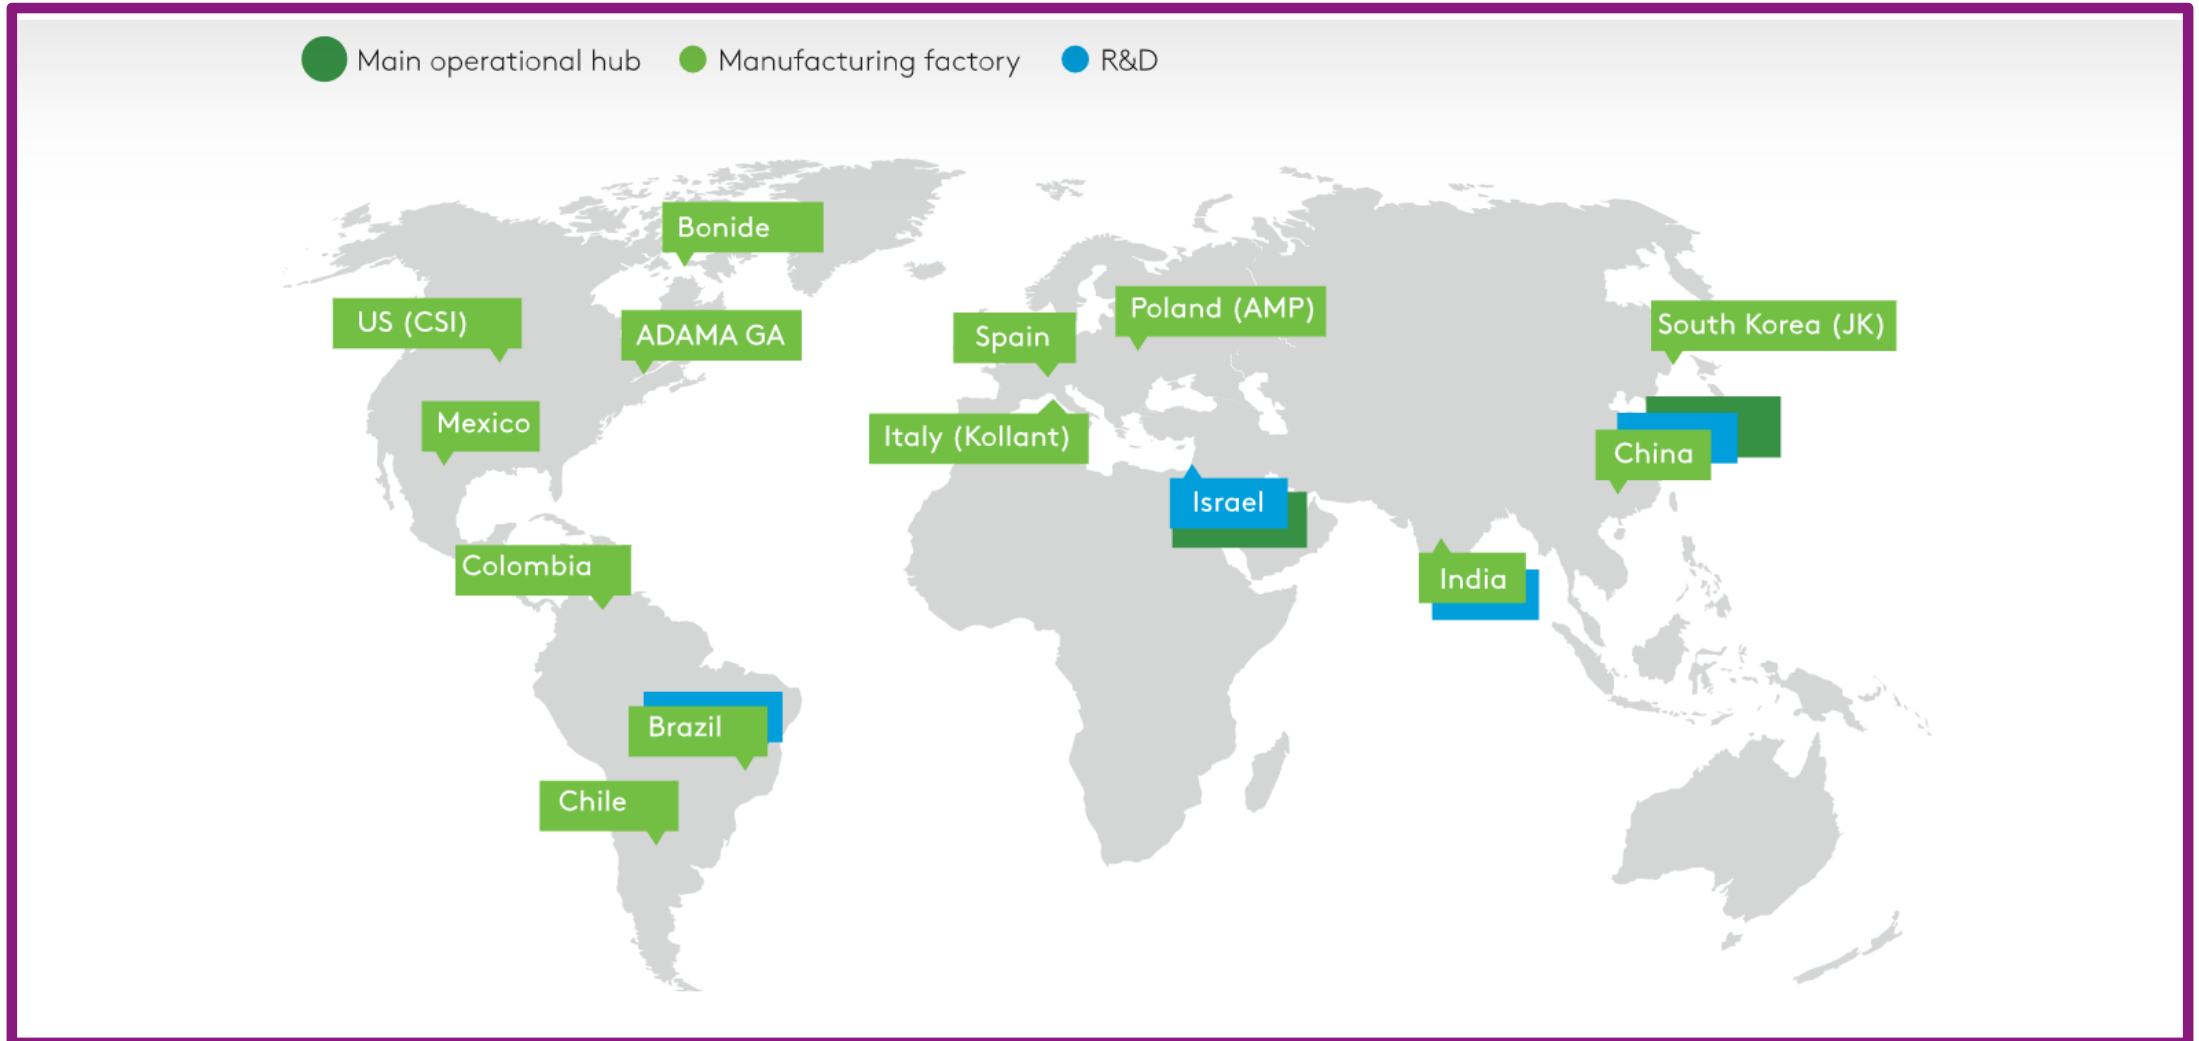 Main operational hub
Manufacturing factory
R&D
Bonide
US (CSI)
ADAMA GA
Mexico
Colombia
Brazil
Chile
Spain
Poland (AMP)
Italy (Kollant)
Israel
India
South Korea (JK)
China